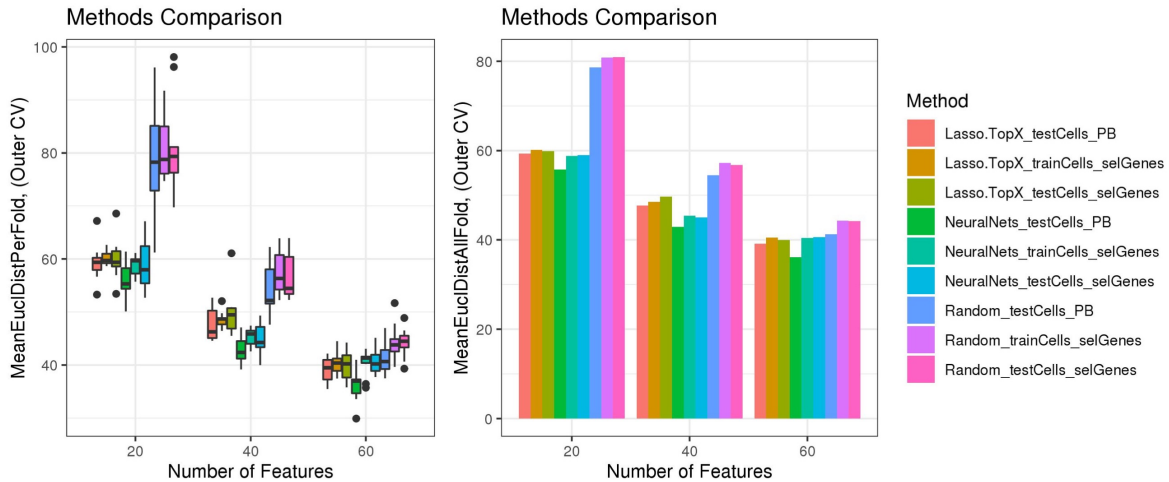 Methods Comparison
MeanEuclDistPerFold, (Outer CV)
100
80
60
40
20
40
60
Number of Features
Methods Comparison
MeanEuclDistAllFold, (Outer CV)
80
60
40
20
0
20
40
60
Number of Features
Method
Lasso.TopX_testCells_PB
Lasso.TopX_trainCells_selGenes
Lasso.TopX_testCells_selGenes
NeuralNets_testCells_PB
NeuralNets_trainCells_selGenes
NeuralNets_testCells_selGenes
Random_testCells_PB
Random_trainCells_selGenes
Random_testCells_selGenes